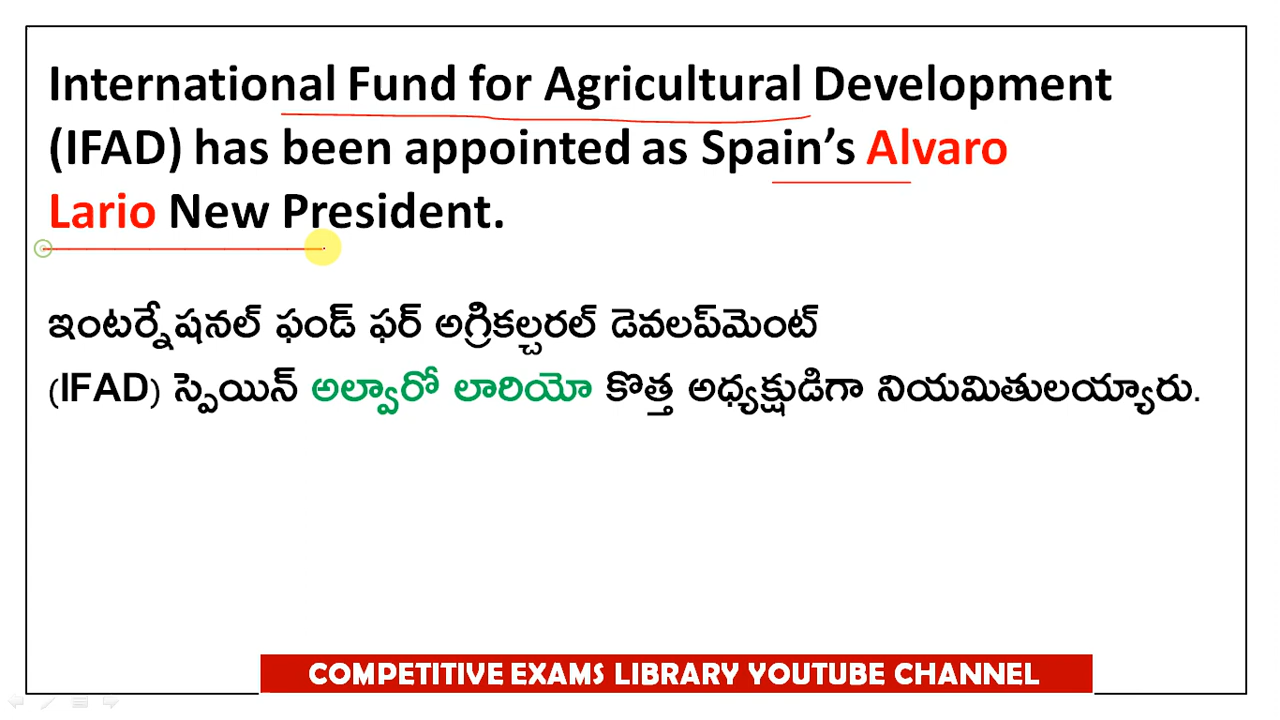 International Fund for Agricultural Development
(IFAD) has been appointed as Spain’s Alvaro
Lario New President.
ఇంటర్నేషనల్ ఫండ్ ఫర్ అగ్రికల్చరల్ డెవలప్‌మెంట్
(IFAD) స్పెయిన్ అల్వారో లారియో కొత్త అధ్యక్షుడిగా నియమితులయ్యారు.
COMPETITIVE EXAMS LIBRARY YOUTUBE CHANNEL